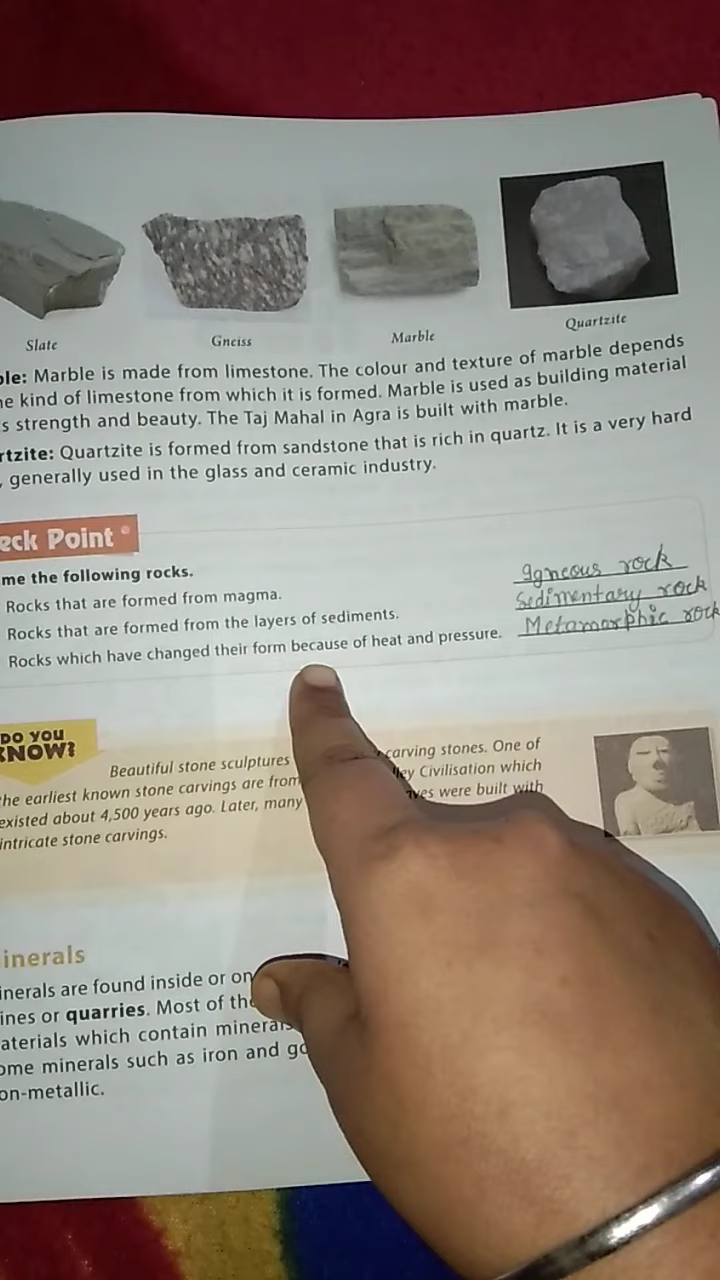 Slate
Gneiss
Marble
Quartzite
ble: Marble is made from limestone. The colour and texture of marble depends
he kind of limestone from which it is formed. Marble is used as building material
s strength and beauty. The Taj Mahal in Agra is built with marble.
rtzite: Quartzite is formed from sandstone that is rich in quartz. It is a very hard
, generally used in the glass and ceramic industry.
eck Point
me the following rocks.
Rocks that are formed from magma. Igneous rock
Rocks that are formed from the layers of sediments. Sedimentary rock
Rocks which have changed their form because of heat and pressure. Metamorphic rock
DO YOU
KNOW?
Beautiful stone sculptures carving stones. One of
the earliest known stone carvings are from ley Civilisation which
existed about 4,500 years ago. Later, many were built with
intricate stone carvings.
inerals
inerals are found inside or on
ines or quarries. Most of the
aterials which contain minerals
ome minerals such as iron and go
on-metallic.